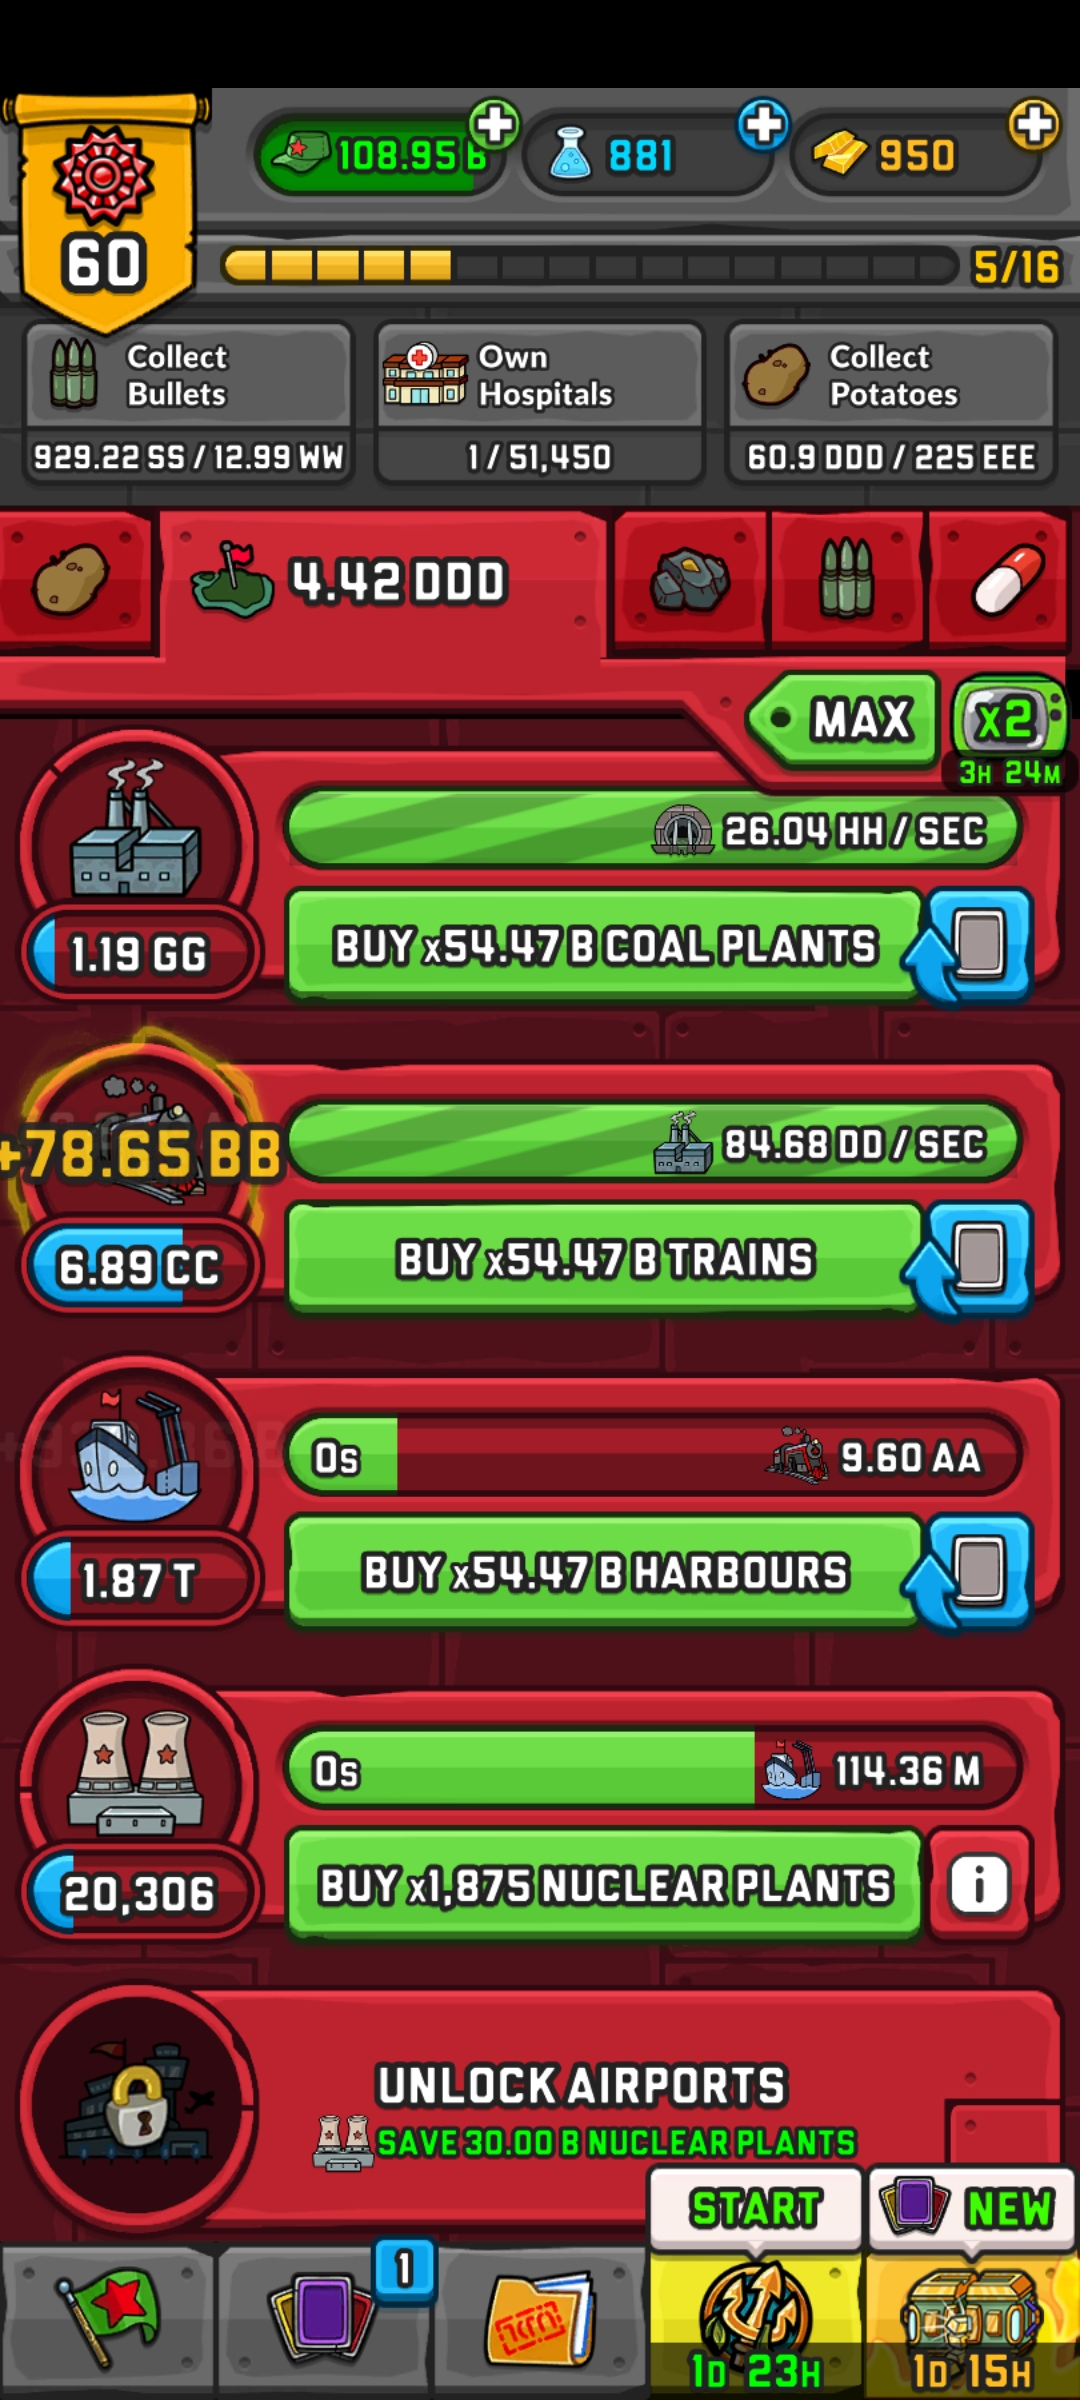 108.95 B
881
950
60
5/16
Collect
Bullets
929.22 SS / 12.99 WW
Own
Hospitals
1 / 51,450
Collect
Potatoes
60.9 DDD / 225 EEE
4.42 DDD
MAX
x2
3H 24M
26.04 HH / SEC
1.19 GG
BUY x54.47 B COAL PLANTS
+78.65 BB
84.68 DD / SEC
6.89 CC
BUY x54.47 B TRAINS
0s
9.60 AA
1.87 T
BUY x54.47 B HARBOURS
0s
114.36 M
20,306
BUY x1,875 NUCLEAR PLANTS
i
UNLOCK AIRPORTS
SAVE 30.00 B NUCLEAR PLANTS
START
NEW
1
1D 23H
1D 15H